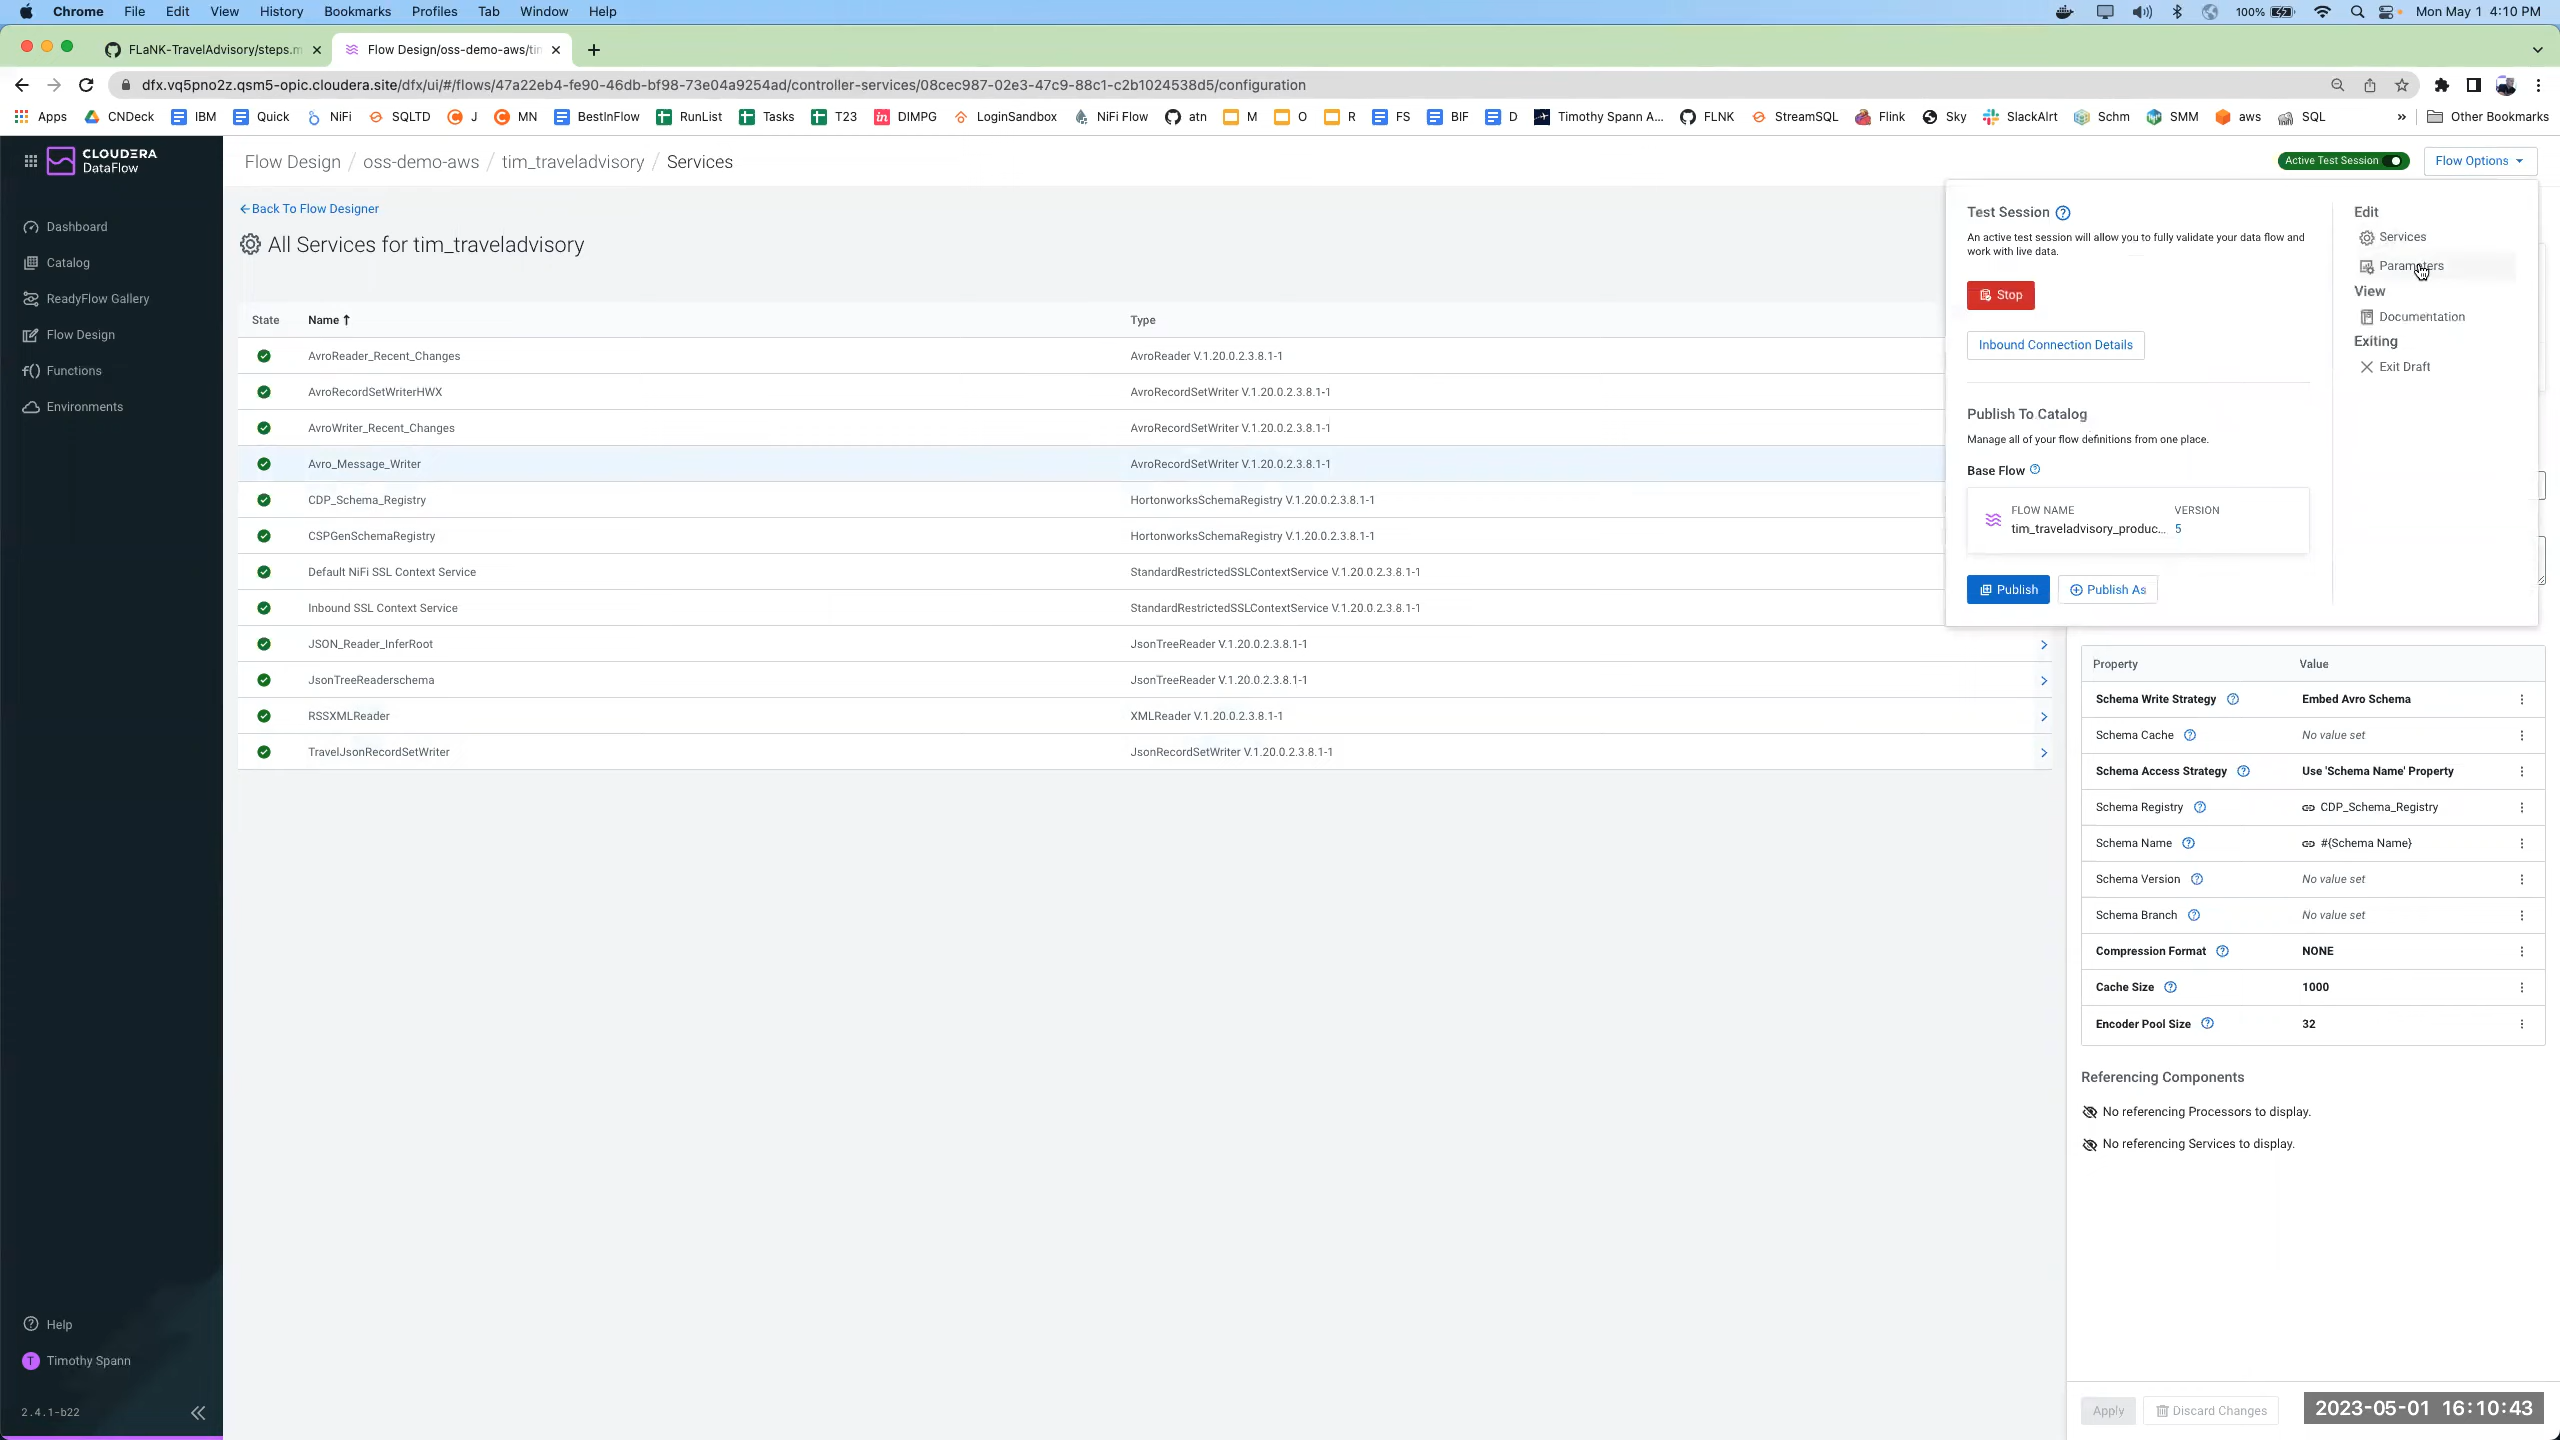 Chrome File Edit View History Bookmarks Profiles Tab Window Help 100% Mon May 1 4:10 PM
FLaNK-TravelAdvisory/steps.m Flow Design/oss-demo-aws/tin
dfx.vq5pno2z.qsm5-opic.cloudera.site/dfx/ui/#/flows/47a22eb4-fe90-46db-bf98-73e04a9254ad/controller-services/08cec987-02e3-47c9-88c1-c2b1024538d5/configuration
Apps CNDeck IBM Quick NiFi SQLTD J MN BestInFlow RunList Tasks T23 DIMPG LoginSandbox NiFi Flow atn M O R FS BIF D Timothy Spann A... FLNK StreamSQL Flink Sky SlackAlrt Schm SMM aws SQL » Other Bookmarks
CLOUDERA
DataFlow
Flow Design / oss-demo-aws / tim_traveladvisory / Services
Active Test Session
Flow Options
Dashboard
Catalog
ReadyFlow Gallery
Flow Design
Functions
Environments
Help
T Timothy Spann
2.4.1-b22
Back To Flow Designer
All Services for tim_traveladvisory
State Name Type
AvroReader_Recent_Changes AvroReader V.1.20.0.2.3.8.1-1
AvroRecordSetWriterHWX AvroRecordSetWriter V.1.20.0.2.3.8.1-1
AvroWriter_Recent_Changes AvroRecordSetWriter V.1.20.0.2.3.8.1-1
Avro_Message_Writer AvroRecordSetWriter V.1.20.0.2.3.8.1-1
CDP_Schema_Registry HortonworksSchemaRegistry V.1.20.0.2.3.8.1-1
CSPGenSchemaRegistry HortonworksSchemaRegistry V.1.20.0.2.3.8.1-1
Default NiFi SSL Context Service StandardRestrictedSSLContextService V.1.20.0.2.3.8.1-1
Inbound SSL Context Service StandardRestrictedSSLContextService V.1.20.0.2.3.8.1-1
JSON_Reader_InferRoot JsonTreeReader V.1.20.0.2.3.8.1-1
JsonTreeReaderschema JsonTreeReader V.1.20.0.2.3.8.1-1
RSSXMLReader XMLReader V.1.20.0.2.3.8.1-1
TravelJsonRecordSetWriter JsonRecordSetWriter V.1.20.0.2.3.8.1-1
Test Session
An active test session will allow you to fully validate your data flow and
work with live data.
Stop
Inbound Connection Details
Publish To Catalog
Manage all of your flow definitions from one place.
Base Flow
FLOW NAME VERSION
tim_traveladvisory_produc... 5
Publish Publish As
Edit
Services
Parameters
View
Documentation
Exiting
Exit Draft
Property Value
Schema Write Strategy Embed Avro Schema
Schema Cache No value set
Schema Access Strategy Use 'Schema Name' Property
Schema Registry CDP_Schema_Registry
Schema Name #{Schema Name}
Schema Version No value set
Schema Branch No value set
Compression Format NONE
Cache Size 1000
Encoder Pool Size 32
Referencing Components
No referencing Processors to display.
No referencing Services to display.
Apply Discard Changes
2023-05-01 16:10:43